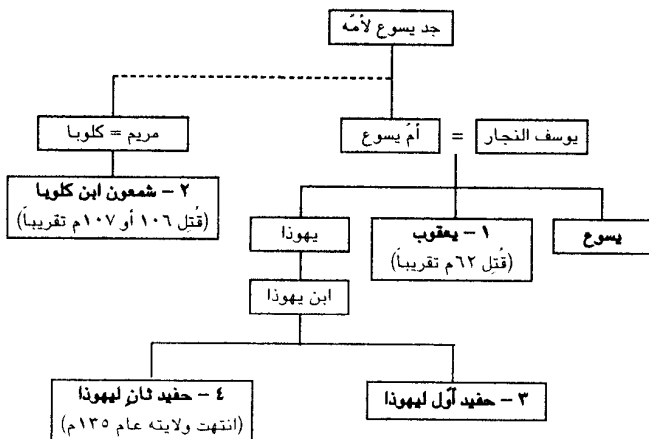 جد يسوع لأمّه
يوسف النجار = أمّ يسوع
مريم = كلوبا
٢ – شمعون ابن كلوبا
(قُتِل ١٠٦ أو ١٠٧م تقريباً)
يسوع
١ – يعقوب
(قُتِل ٦٢م تقريباً)
يهوذا
ابن يهوذا
٣ – حفيد أوّل ليهوذا
٤ – حفيد ثانٍ ليهوذا
(انتهت ولايته عام ١٣٥م)